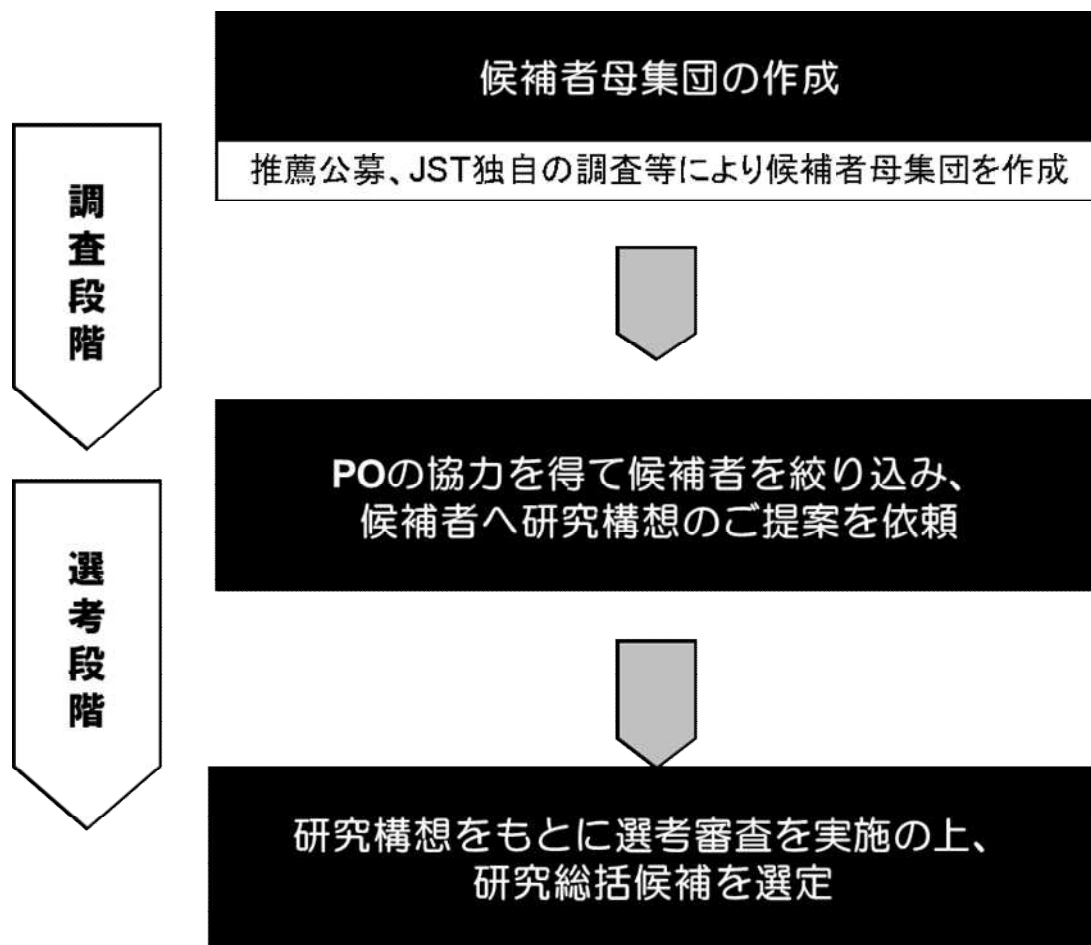 候補者母集団の作成
推薦公募、JST独自の調査等により候補者母集団を作成
調査段階
POの協力を得て候補者を絞り込み、
候補者へ研究構想のご提案を依頼
選考段階
研究構想をもとに選考審査を実施の上、
研究総括候補を選定